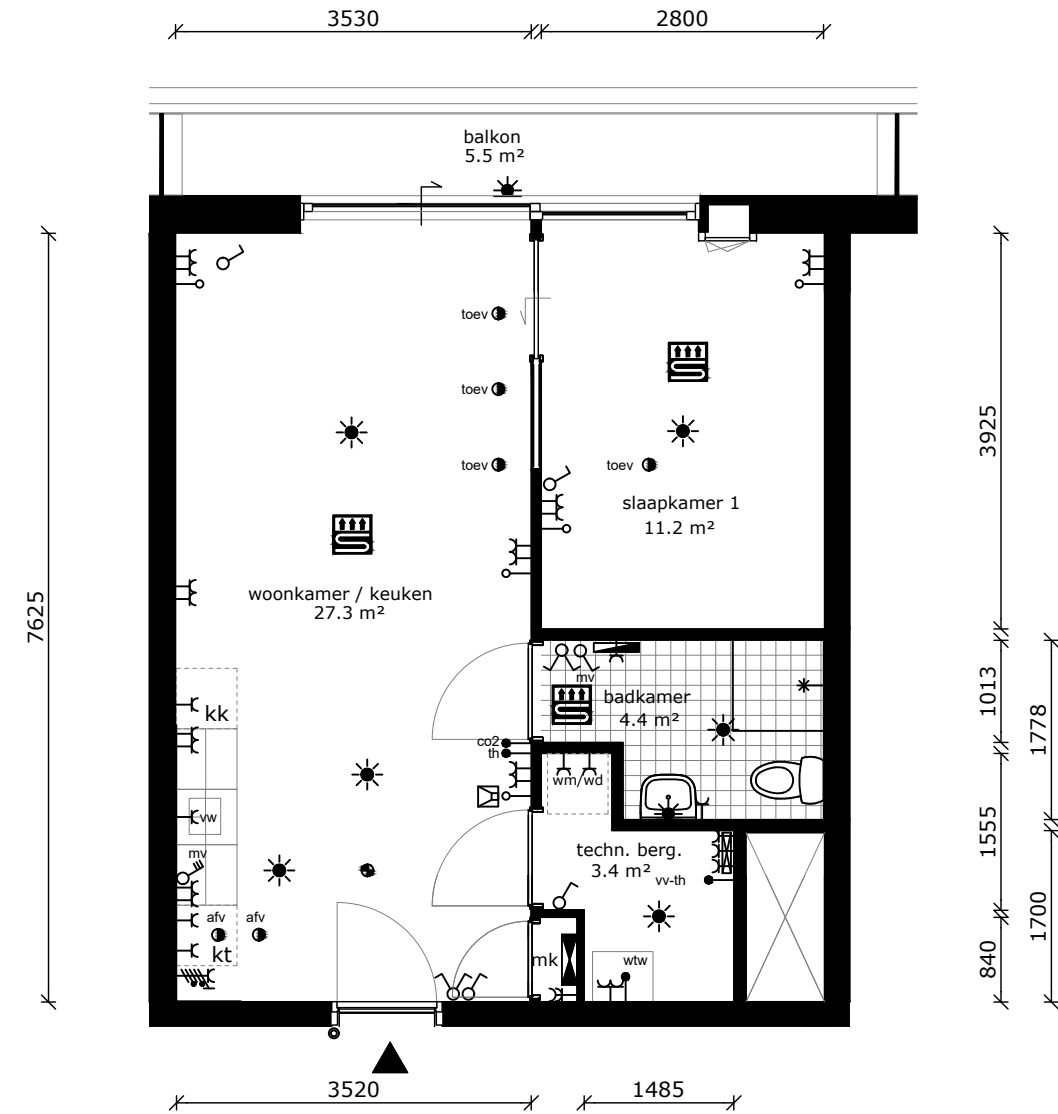 3530
2800
balkon
5.5 m²
toev
toev
toev
toev
3925
slaapkamer 1
11.2 m²
woonkamer / keuken
27.3 m²
7625
mv
badkamer
4.4 m²
1013
1778
kk
co2
th
wm/wd
vw
1555
mv
techn. berg.
3.4 m²
vv-th
afv
afv
kt
1700
mk
wtw
840
3520
1485